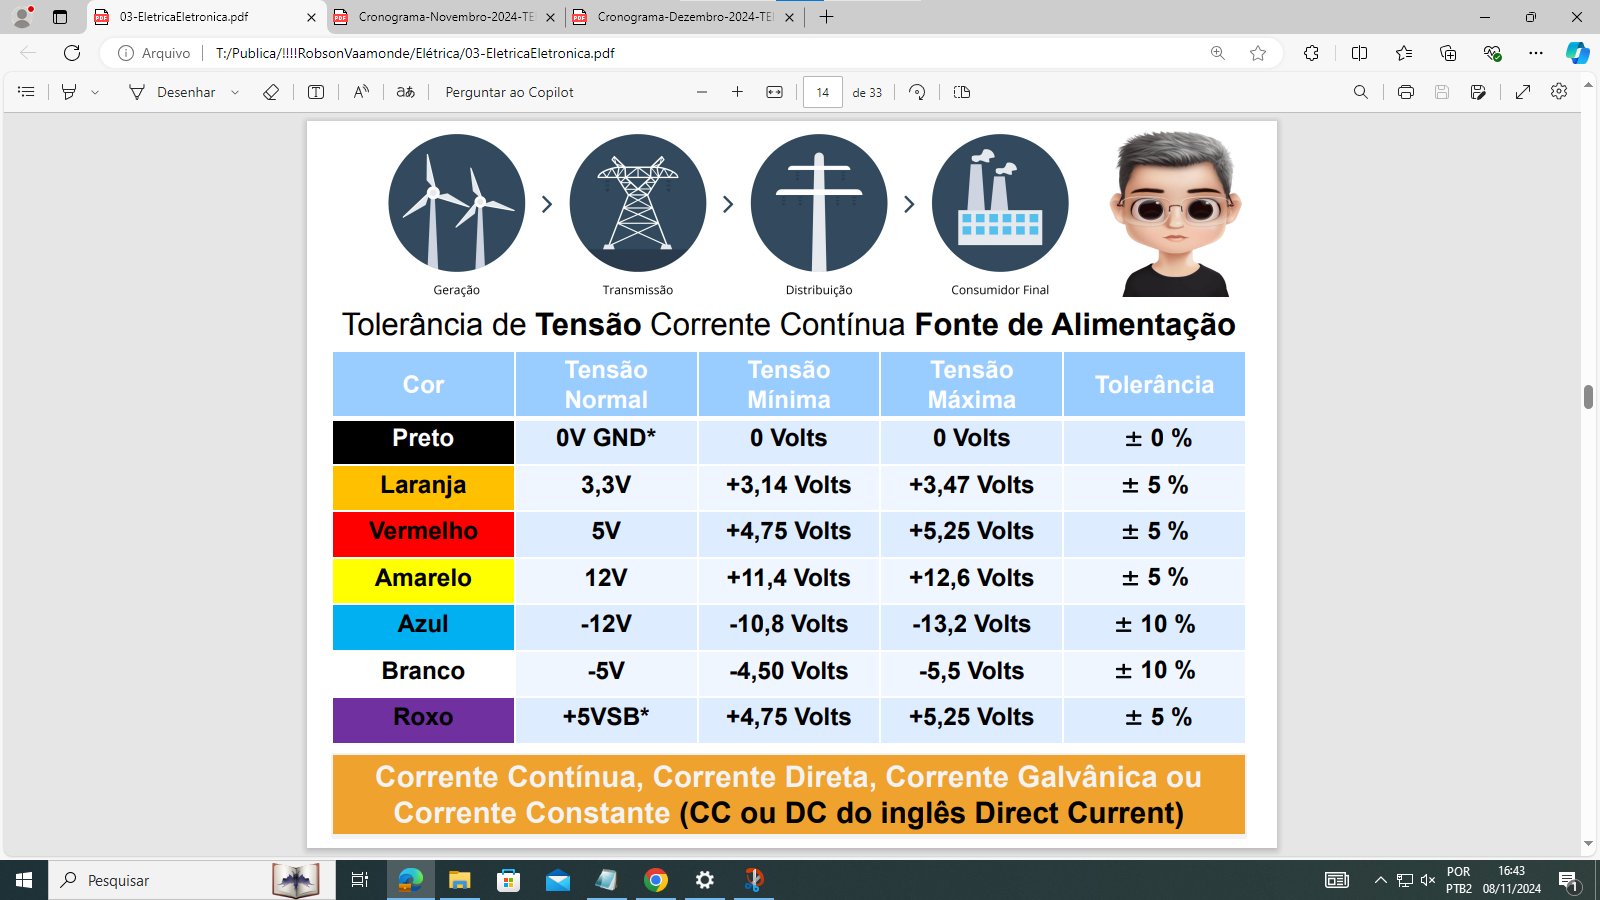 03-EletricaEletronica.pdf
Cronograma-Novembro-2024-TE
Cronograma-Dezembro-2024-TE
Arquivo
T:/Publica/!!!!RobsonVaamonde/Elétrica/03-EletricaEletronica.pdf
Desenhar
Perguntar ao Copilot
14
de 33
Geração
Transmissão
Distribuição
Consumidor Final
Tolerância de Tensão Corrente Contínua Fonte de Alimentação
Cor
Tensão Normal
Tensão Mínima
Tensão Máxima
Tolerância
Preto 0V GND* 0 Volts 0 Volts ± 0 %
Laranja 3,3V +3,14 Volts +3,47 Volts ± 5 %
Vermelho 5V +4,75 Volts +5,25 Volts ± 5 %
Amarelo 12V +11,4 Volts +12,6 Volts ± 5 %
Azul -12V -10,8 Volts -13,2 Volts ± 10 %
Branco -5V -4,50 Volts -5,5 Volts ± 10 %
Roxo +5VSB* +4,75 Volts +5,25 Volts ± 5 %
Corrente Contínua, Corrente Direta, Corrente Galvânica ou
Corrente Constante (CC ou DC do inglês Direct Current)
Pesquisar
POR
PTB2
16:43
08/11/2024
1